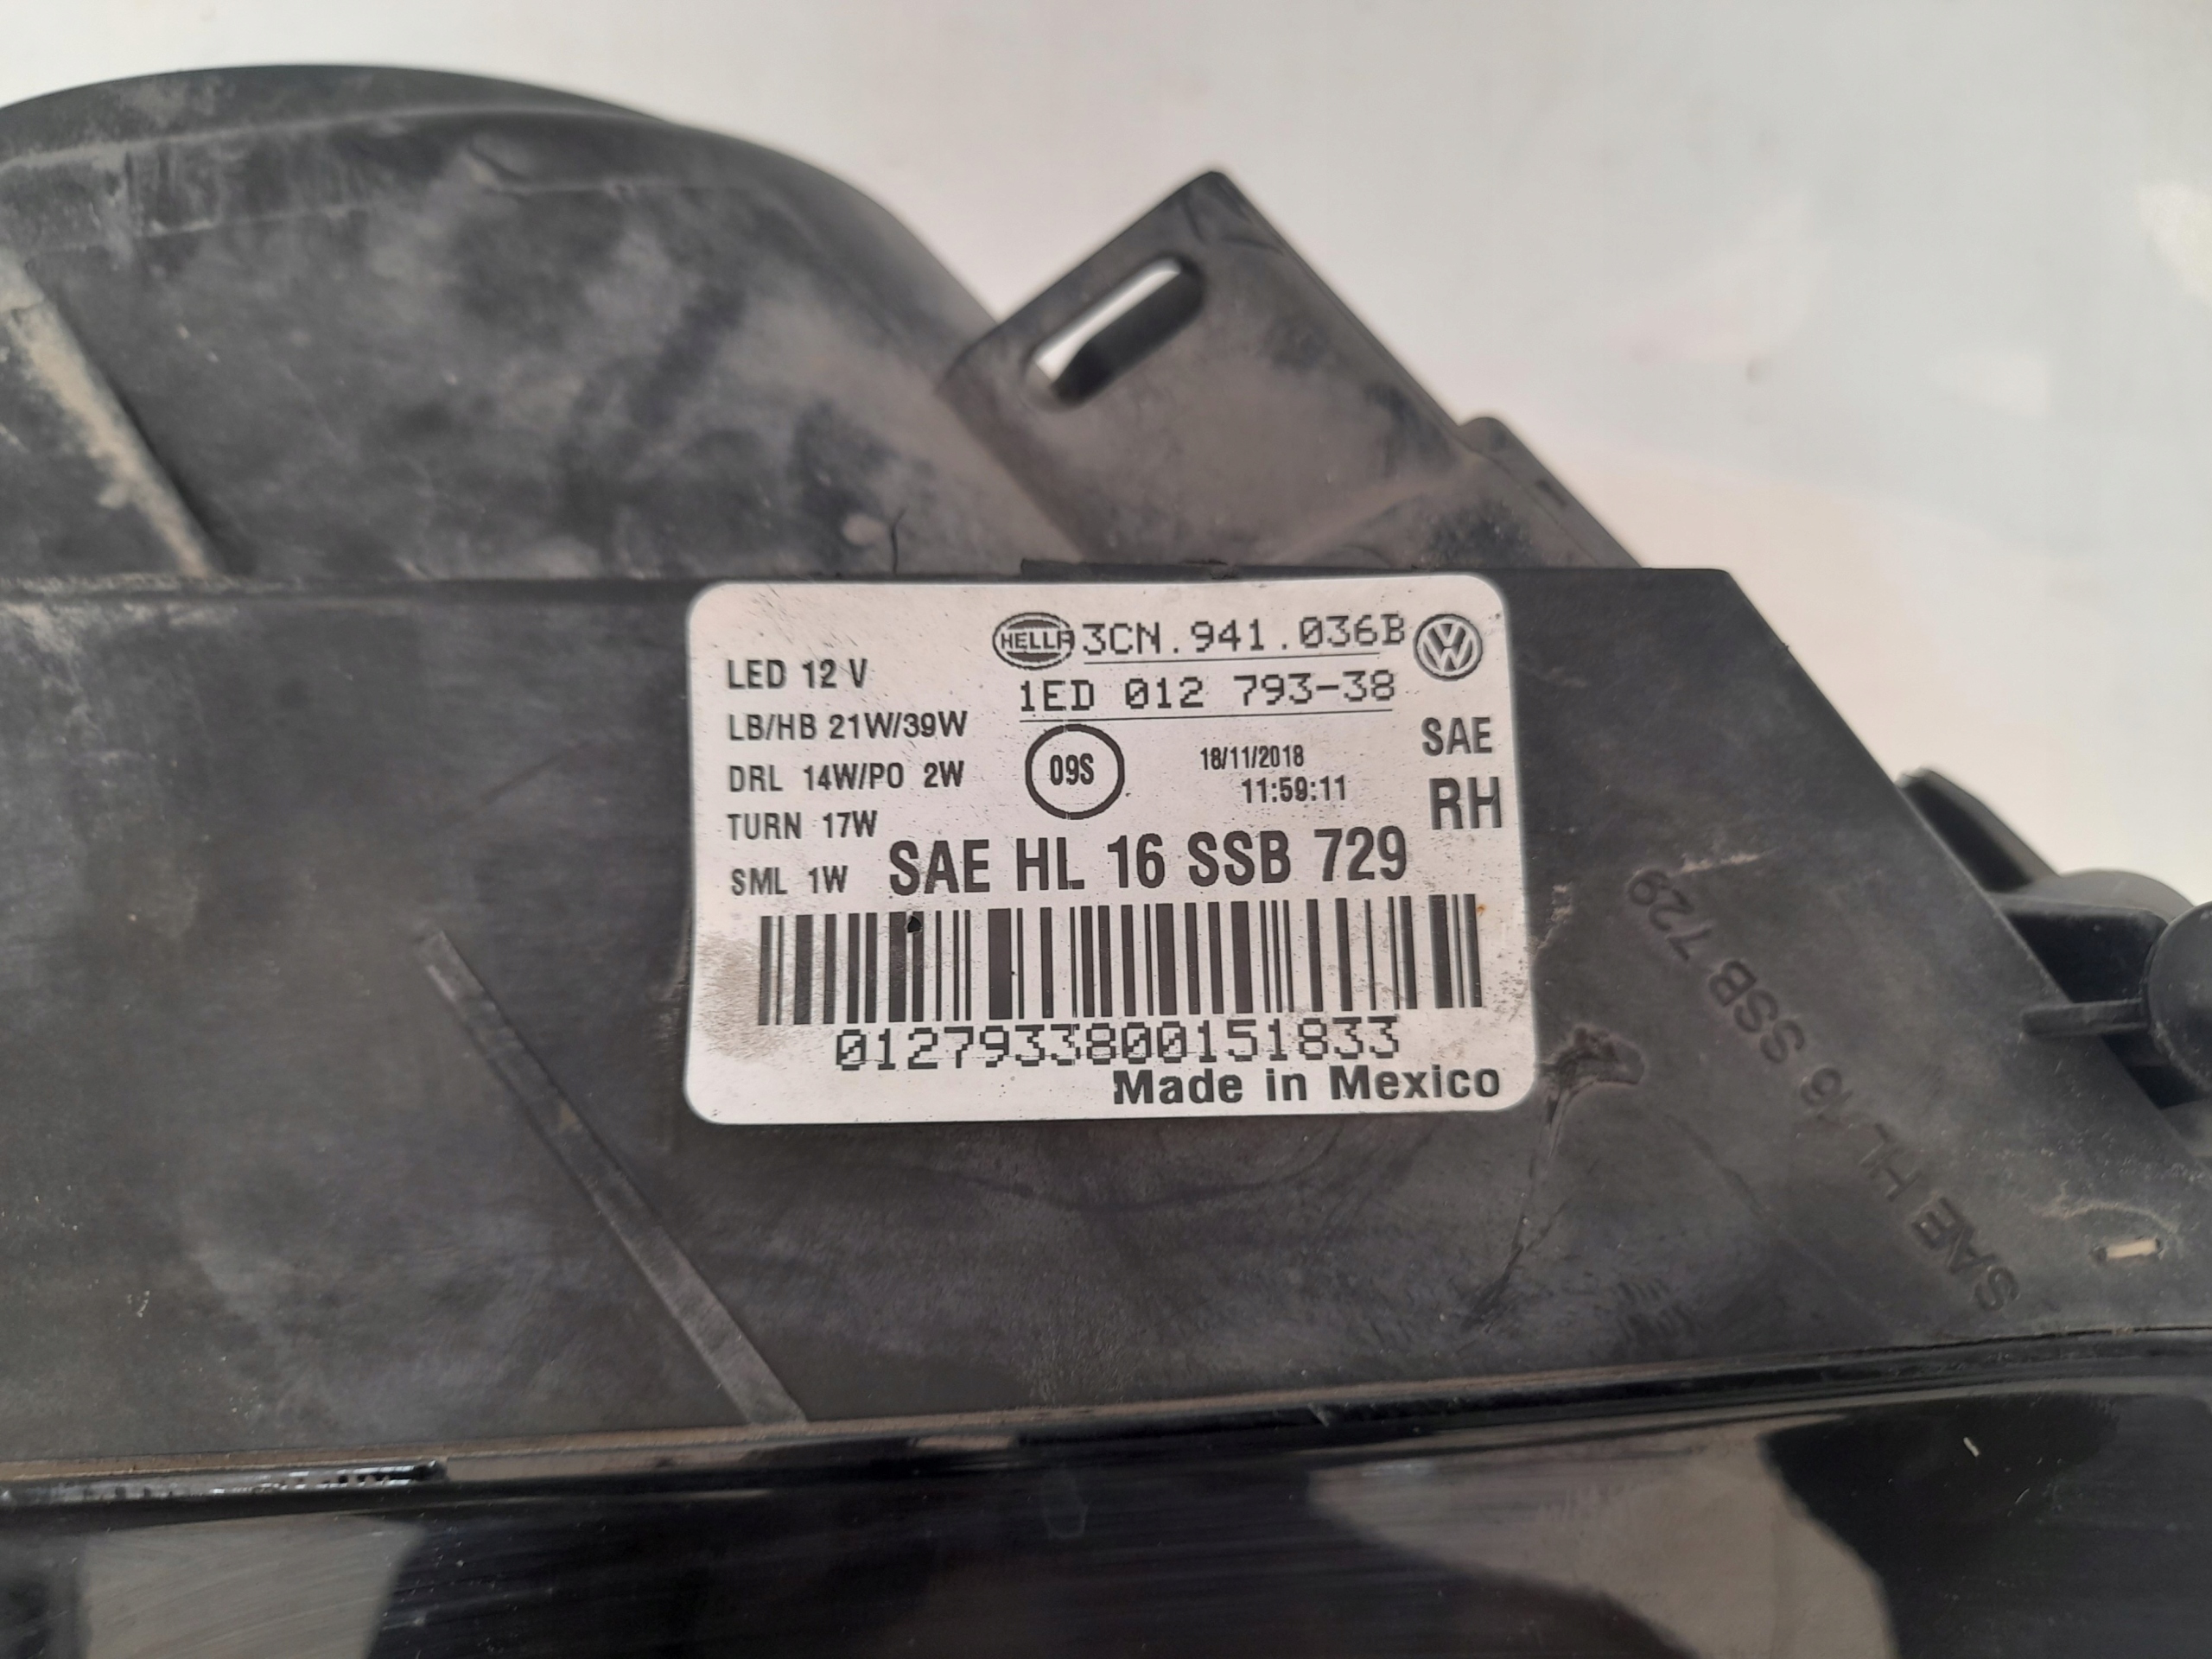 HELLA 3CN.941.036B
LED 12 V
1ED 012 793-38
LB/HB 21W/39W
SAE
DRL 14W/PO 2W
09S
18/11/2018
11:59:11
RH
TURN 17W
SML 1W
SAE HL 16 SSB 729
012793380​0151833
Made in Mexico
SAE HL 16 SSB 729